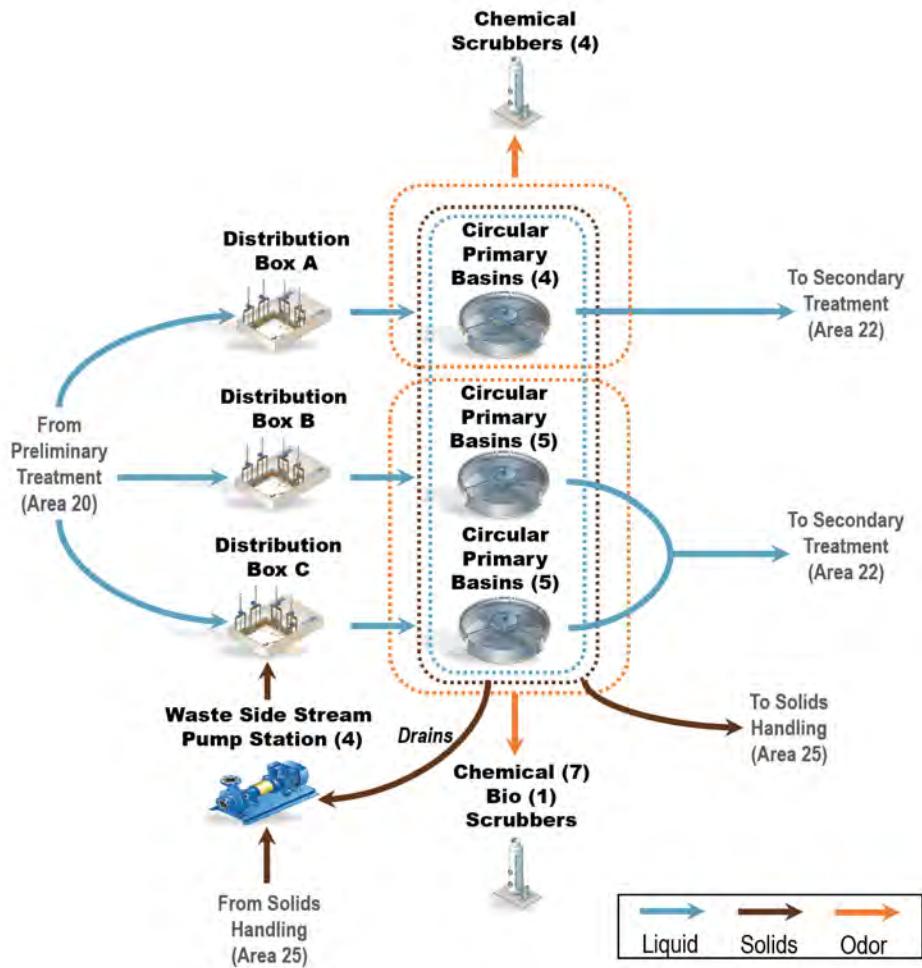 Chemical
Scrubbers (4)
Distribution
Box A
Circular
Primary
Basins (4)
To Secondary
Treatment
(Area 22)
Distribution
Box B
Circular
Primary
Basins (5)
From
Preliminary
Treatment
(Area 20)
Distribution
Box C
Circular
Primary
Basins (5)
To Secondary
Treatment
(Area 22)
Waste Side Stream
Pump Station (4)
Drains
To Solids
Handling
(Area 25)
Chemical (7)
Bio (1)
Scrubbers
From Solids
Handling
(Area 25)
Liquid
Solids
Odor